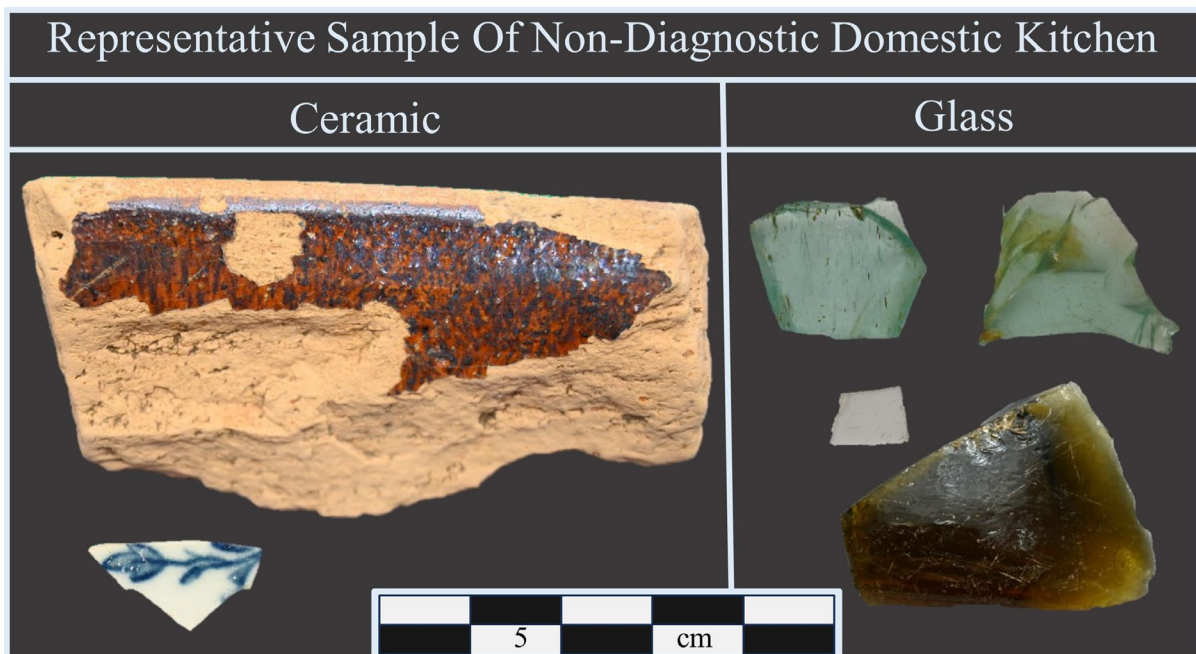 Representative Sample Of Non-Diagnostic Domestic Kitchen
Ceramic
Glass
5 cm